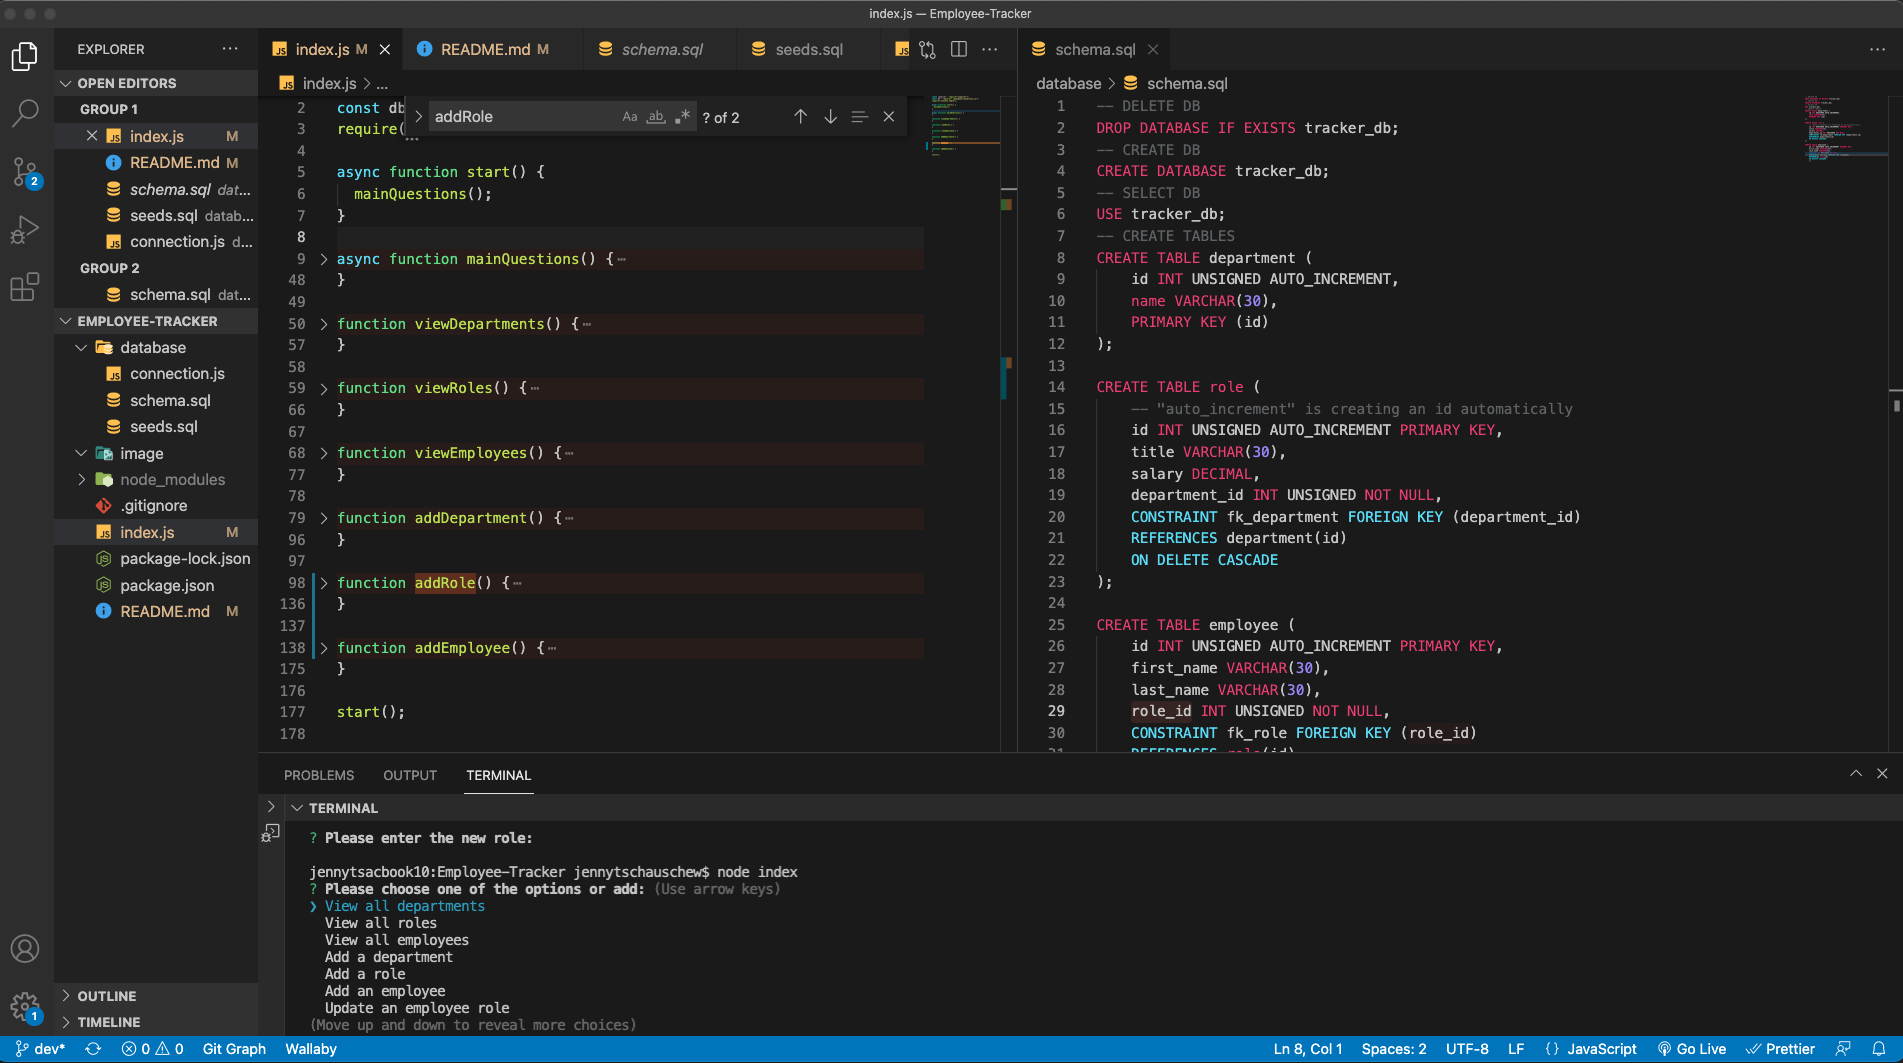 index.js — Employee-Tracker
EXPLORER
OPEN EDITORS
GROUP 1
index.js M
README.md M
schema.sql dat...
seeds.sql datab...
connection.js d...
GROUP 2
schema.sql dat...
EMPLOYEE-TRACKER
database
connection.js
schema.sql
seeds.sql
image
node_modules
.gitignore
index.js M
package-lock.json
package.json
README.md M
OUTLINE
TIMELINE
2
1
index.js M
README.md M
schema.sql
seeds.sql
index.js > ...
addRole
Aa
ab
? of 2
2 const db
3 require(
4
5 async function start() {
6 mainQuestions();
7 }
8
9 async function mainQuestions() {
48 }
49
50 function viewDepartments() {
57 }
58
59 function viewRoles() {
66 }
67
68 function viewEmployees() {
77 }
78
79 function addDepartment() {
96 }
97
98 function addRole() {
136 }
137
138 function addEmployee() {
175 }
176
177 start();
178
schema.sql
database > schema.sql
1 -- DELETE DB
2 DROP DATABASE IF EXISTS tracker_db;
3 -- CREATE DB
4 CREATE DATABASE tracker_db;
5 -- SELECT DB
6 USE tracker_db;
7 -- CREATE TABLES
8 CREATE TABLE department (
9 id INT UNSIGNED AUTO_INCREMENT,
10 name VARCHAR(30),
11 PRIMARY KEY (id)
12 );
13
14 CREATE TABLE role (
15 -- "auto_increment" is creating an id automatically
16 id INT UNSIGNED AUTO_INCREMENT PRIMARY KEY,
17 title VARCHAR(30),
18 salary DECIMAL,
19 department_id INT UNSIGNED NOT NULL,
20 CONSTRAINT fk_department FOREIGN KEY (department_id)
21 REFERENCES department(id)
22 ON DELETE CASCADE
23 );
24
25 CREATE TABLE employee (
26 id INT UNSIGNED AUTO_INCREMENT PRIMARY KEY,
27 first_name VARCHAR(30),
28 last_name VARCHAR(30),
29 role_id INT UNSIGNED NOT NULL,
30 CONSTRAINT fk_role FOREIGN KEY (role_id)
31 REFERENCES role(id)
PROBLEMS OUTPUT TERMINAL
TERMINAL
? Please enter the new role:
jennytsacbook10:Employee-Tracker jennytschauschew$ node index
? Please choose one of the options or add: (Use arrow keys)
❯ View all departments
View all roles
View all employees
Add a department
Add a role
Add an employee
Update an employee role
(Move up and down to reveal more choices)
dev* 0 0 Git Graph Wallaby Ln 8, Col 1 Spaces: 2 UTF-8 LF {} JavaScript Go Live Prettier